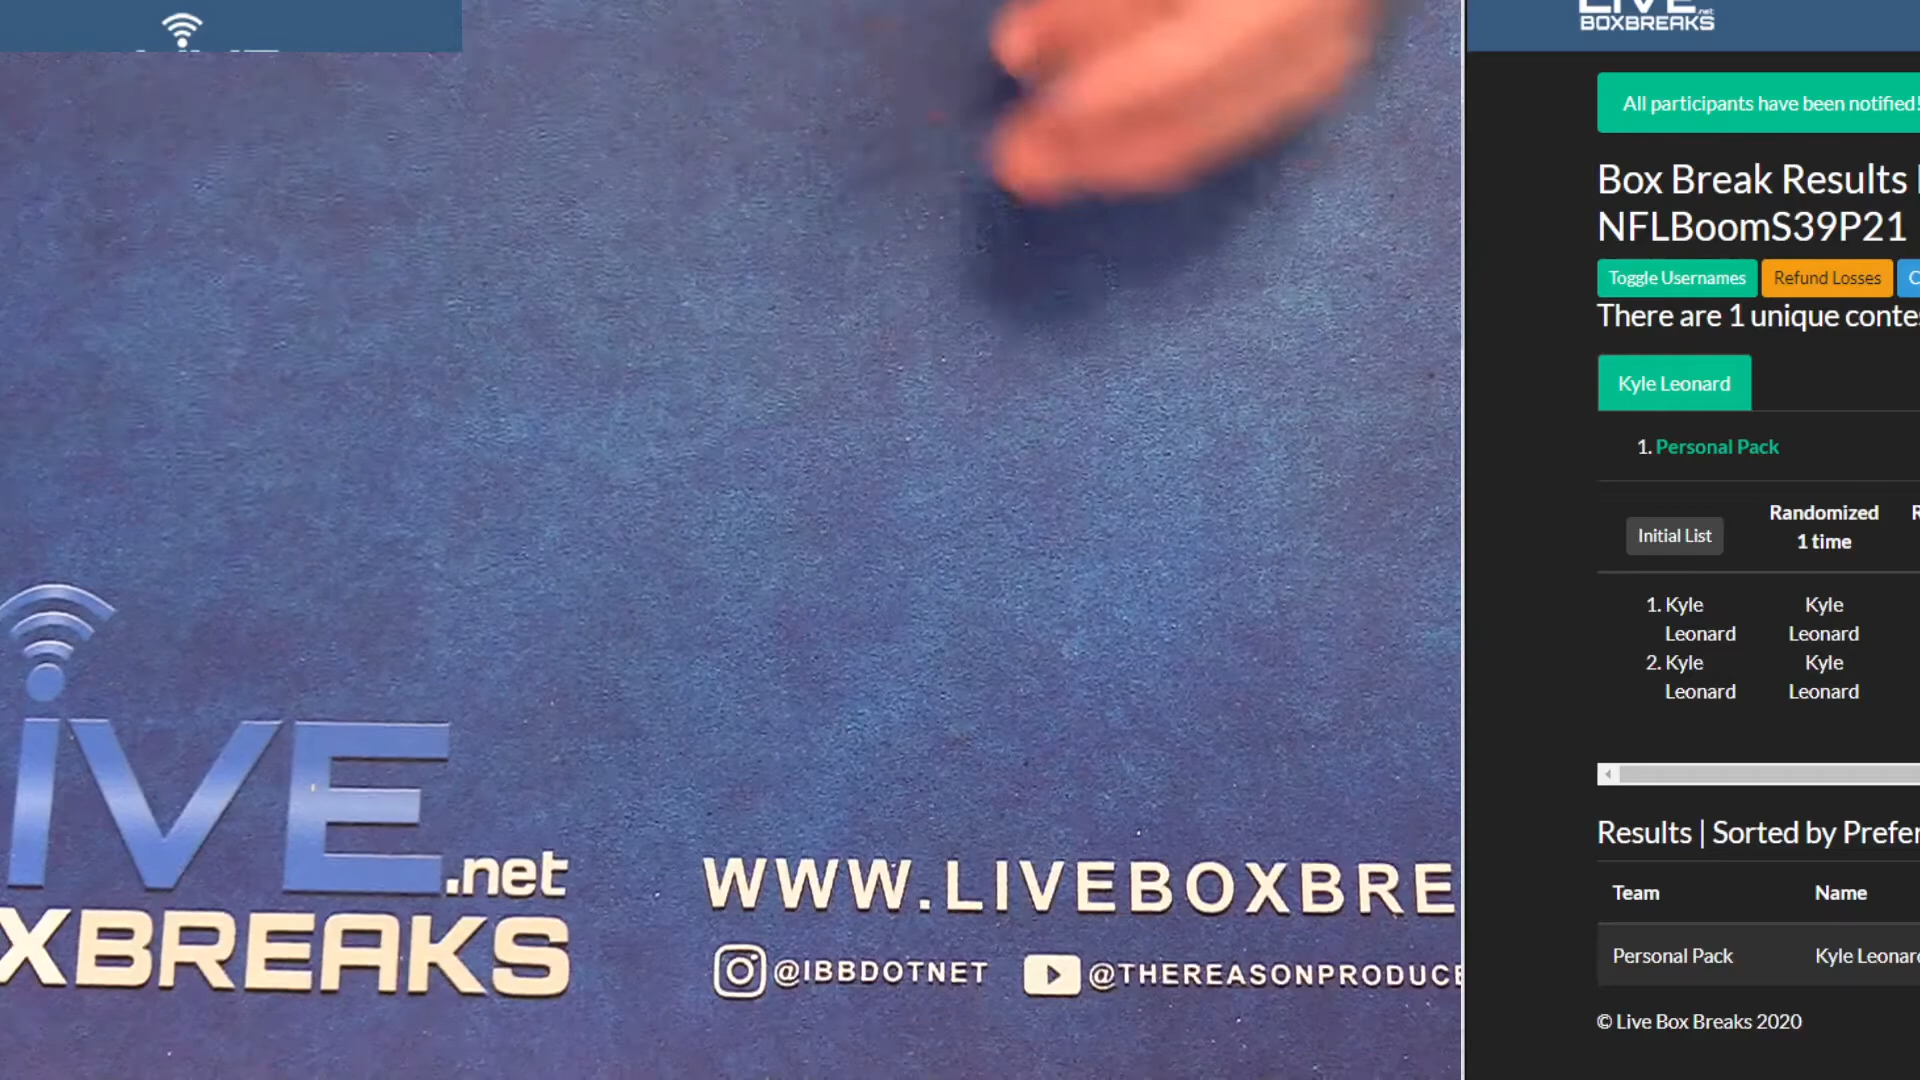 LIVE
.net
BOXBREAKS
All participants have been notified!
Box Break Results
NFLBoomS39P21
Toggle Usernames
Refund Losses
There are 1 unique conte
Kyle Leonard
1. Personal Pack
Initial List
Randomized
1 time
1. Kyle
Leonard
Kyle
Leonard
2. Kyle
Leonard
Kyle
Leonard
Results | Sorted by Prefer
Team
Name
Personal Pack
Kyle Leonard
© Live Box Breaks 2020
IVE
.net
XBREAKS
WWW.LIVEBOXBRE
@IBBDOTNET
@THEREASONPRODUCE